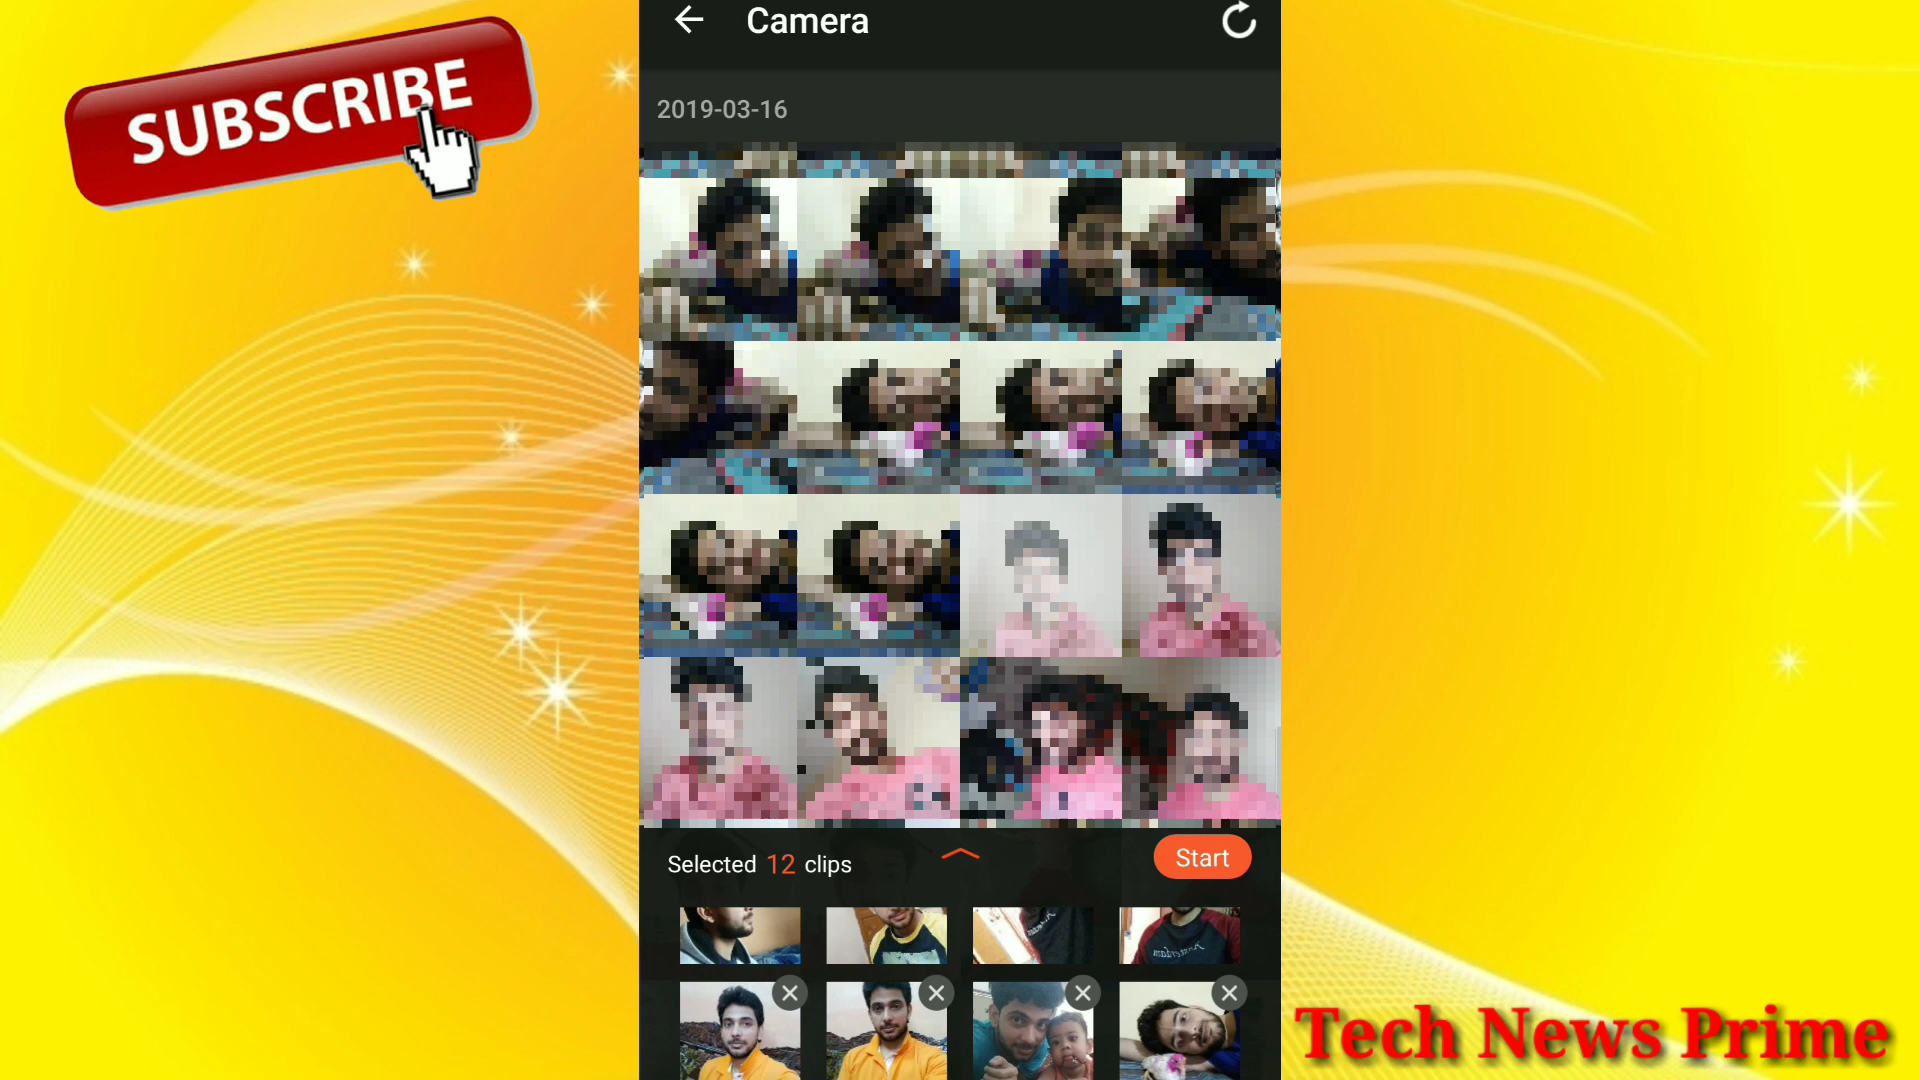 SUBSCRIBE
Camera
2019-03-16
Selected 12 clips
Start
Tech News Prime